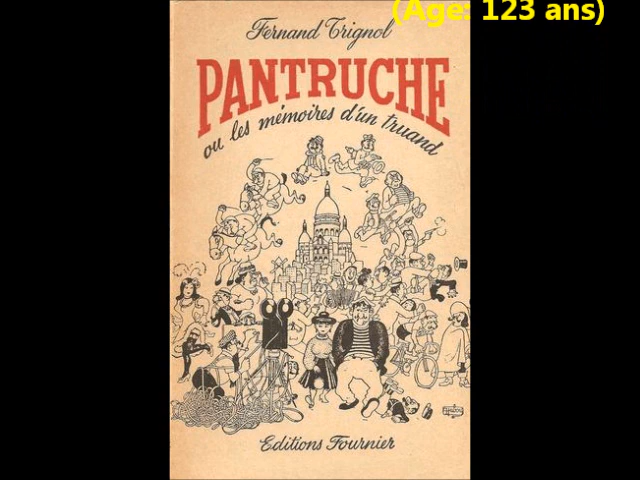 (Age: 123 ans)
Fernand Trignol
PANTRUCHE
ou les mémoires d'un truand
Editions Fournier